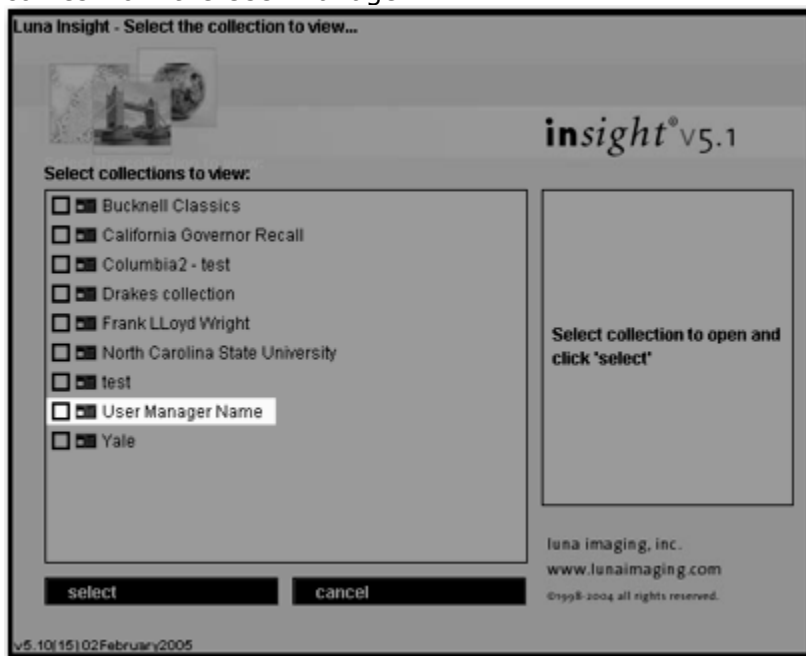 Luna Insight - Select the collection to view...
insight® v5.1
Select collections to view:
Bucknell Classics
California Governor Recall
Columbia2 - test
Drakes collection
Frank LLoyd Wright
North Carolina State University
test
User Manager Name
Yale
Select collection to open and
click 'select'
luna imaging, inc.
www.lunaimaging.com
©1998-2004 all rights reserved.
select
cancel
v5.10(15) 02February2005